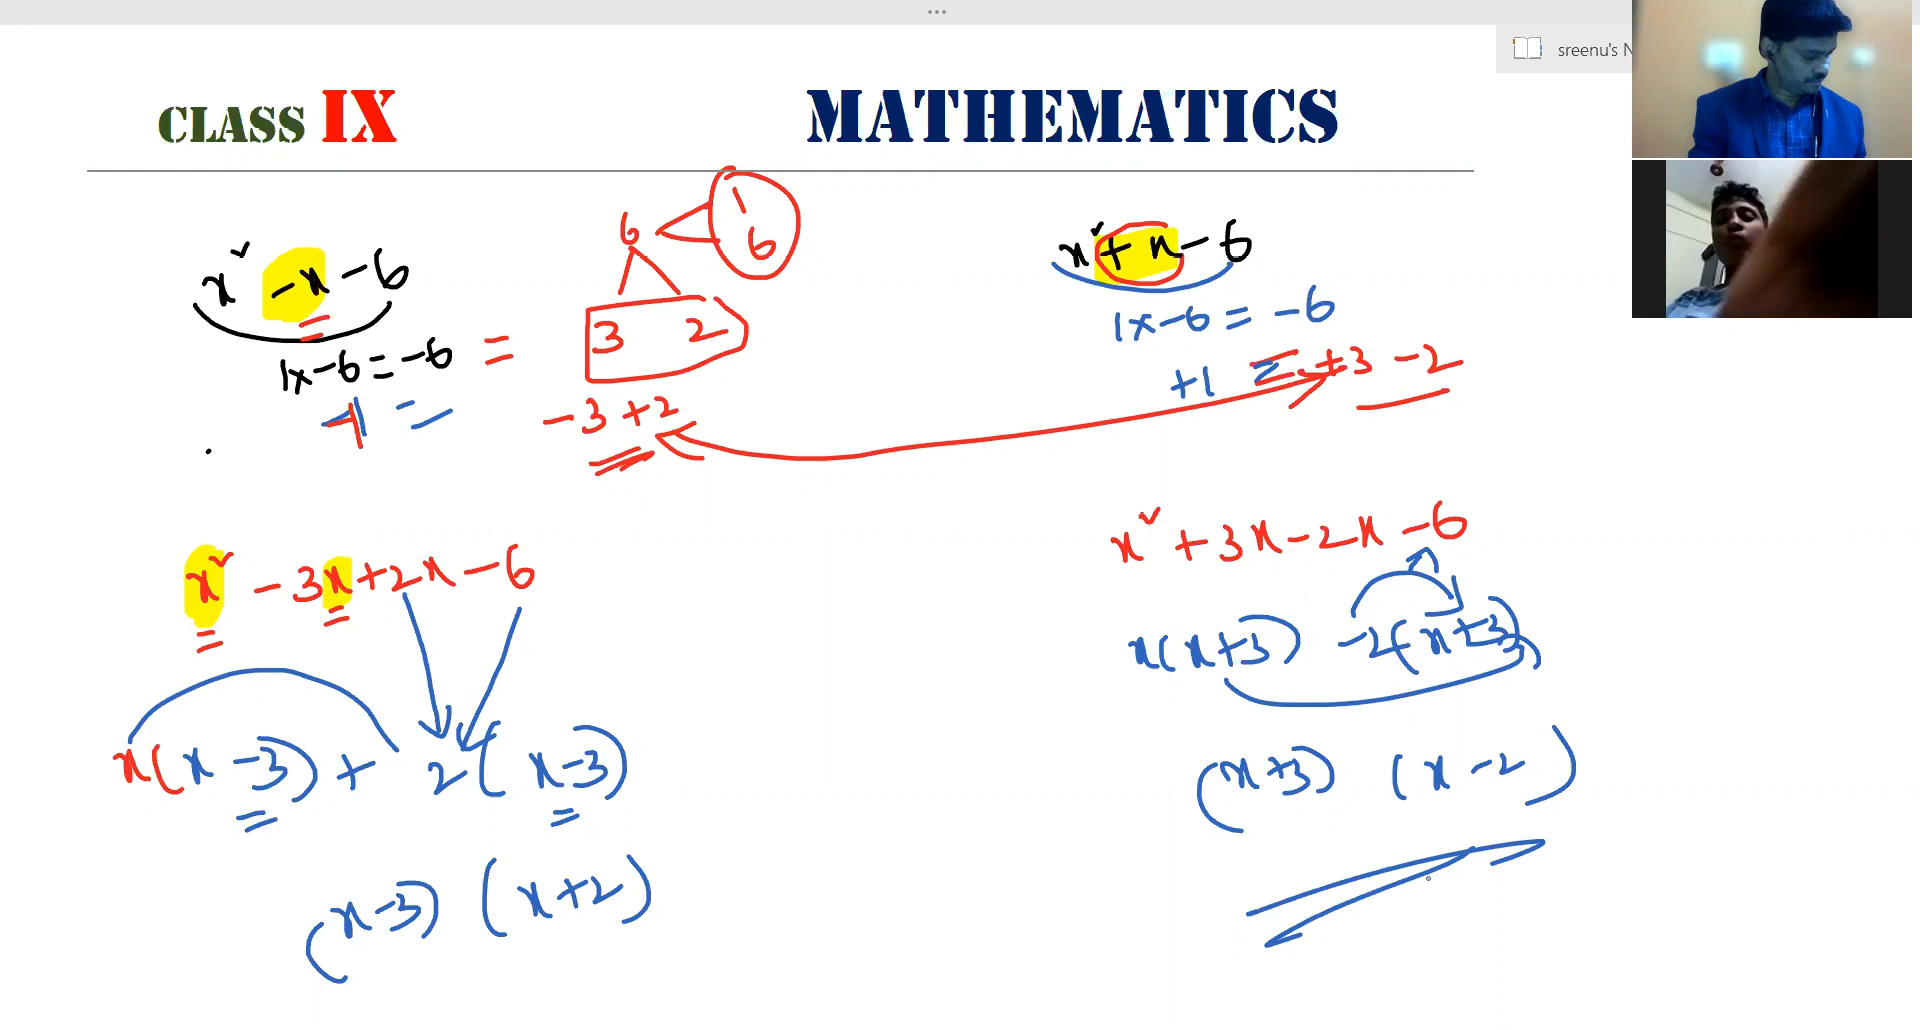 sreenu's N
CLASS IX
MATHEMATICS
x² - x - 6
1x-6 = -6 =
-1 =
6
1
6
3 2
-3 +2
x² + x - 6
1x-6 = -6
+1 = +3 -2
x² - 3x + 2x - 6
x(x-3) + 2(x-3)
(x-3) (x+2)
x² + 3x - 2x - 6
x(x+3) -2(x+3)
(x+3) (x-2)